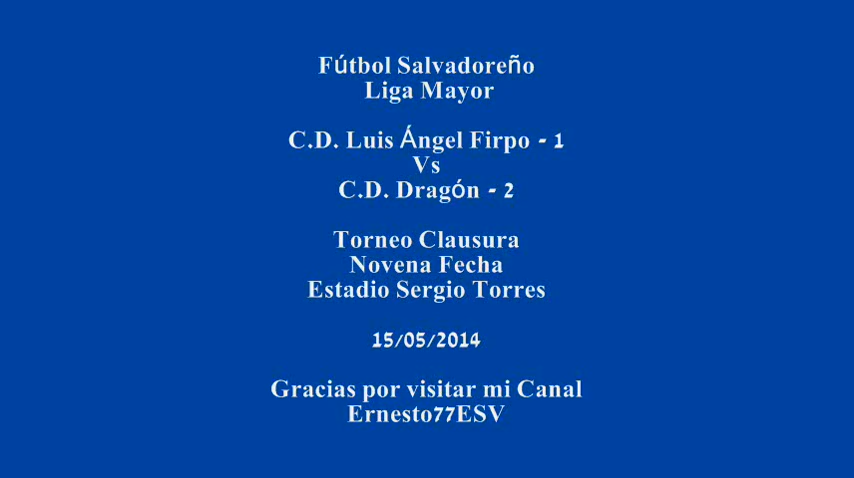 Fútbol Salvadoreño
Liga Mayor
C.D. Luis Ángel Firpo - 1
Vs
C.D. Dragón - 2
Torneo Clausura
Novena Fecha
Estadio Sergio Torres
15/05/2014
Gracias por visitar mi Canal
Ernesto77ESV